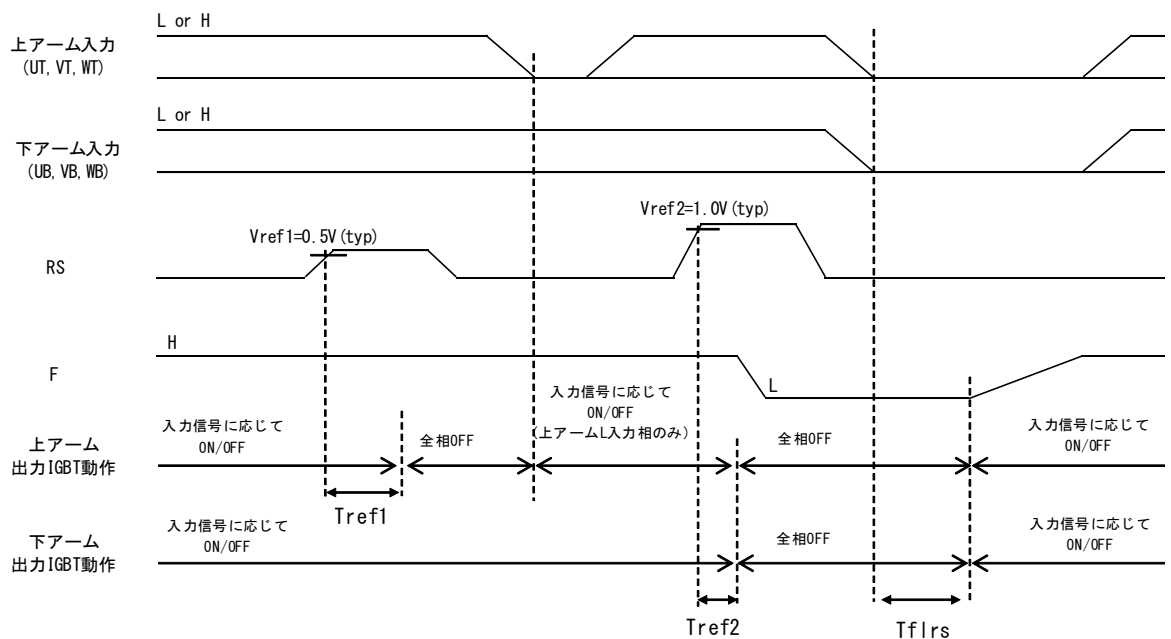 L or H
上アーム入力
(UT, VT, WT)
L or H
下アーム入力
(UB, VB, WB)
Vref1=0.5V(typ)
Vref2=1.0V(typ)
RS
H
F
L
入力信号に応じて
ON/OFF
全相OFF
入力信号に応じて
ON/OFF
(上アームL入力相のみ)
全相OFF
入力信号に応じて
ON/OFF
上アーム
出力IGBT動作
Tref1
入力信号に応じて
ON/OFF
全相OFF
入力信号に応じて
ON/OFF
下アーム
出力IGBT動作
Tref2
Tflrs